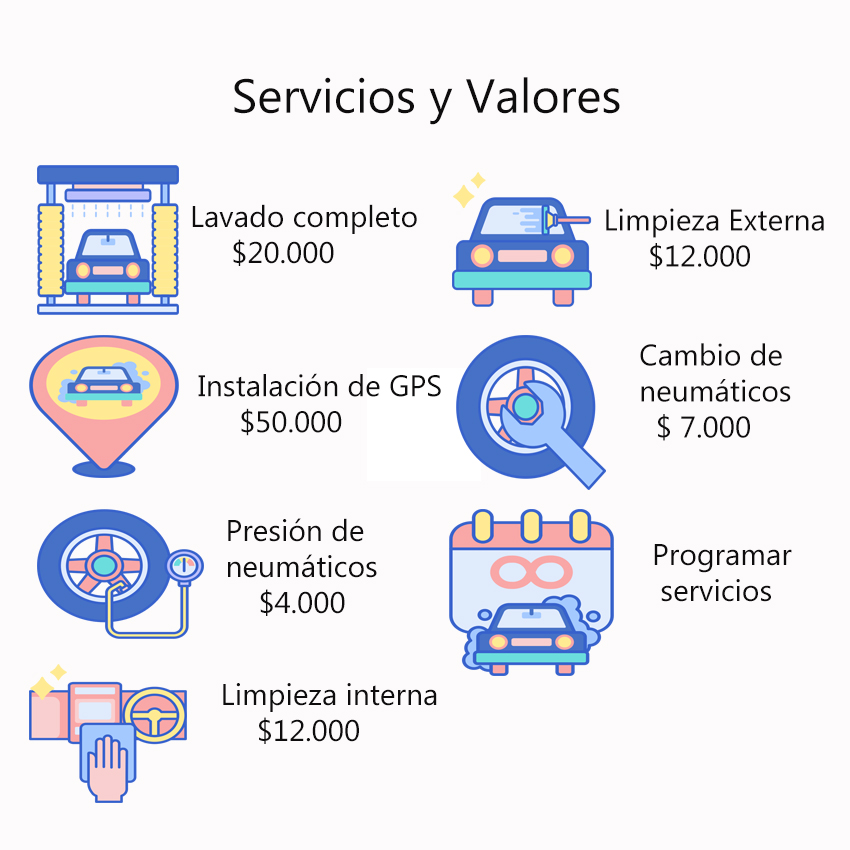 Servicios y Valores
Lavado completo
$20.000
Limpieza Externa
$12.000
Instalación de GPS
$50.000
Cambio de
neumáticos
$ 7.000
Presión de
neumáticos
$4.000
Programar
servicios
Limpieza interna
$12.000